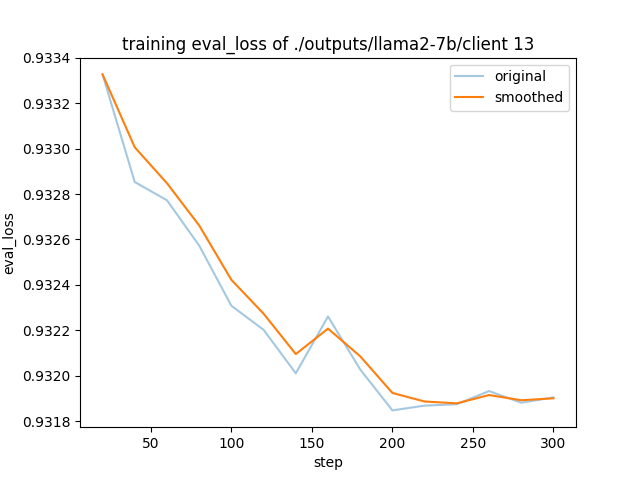 training eval_loss of ./outputs/llama2-7b/client 13
original
smoothed
0.9334
0.9332
0.9330
0.9328
0.9326
0.9324
0.9322
0.9320
0.9318
eval_loss
50 100 150 200 250 300
step